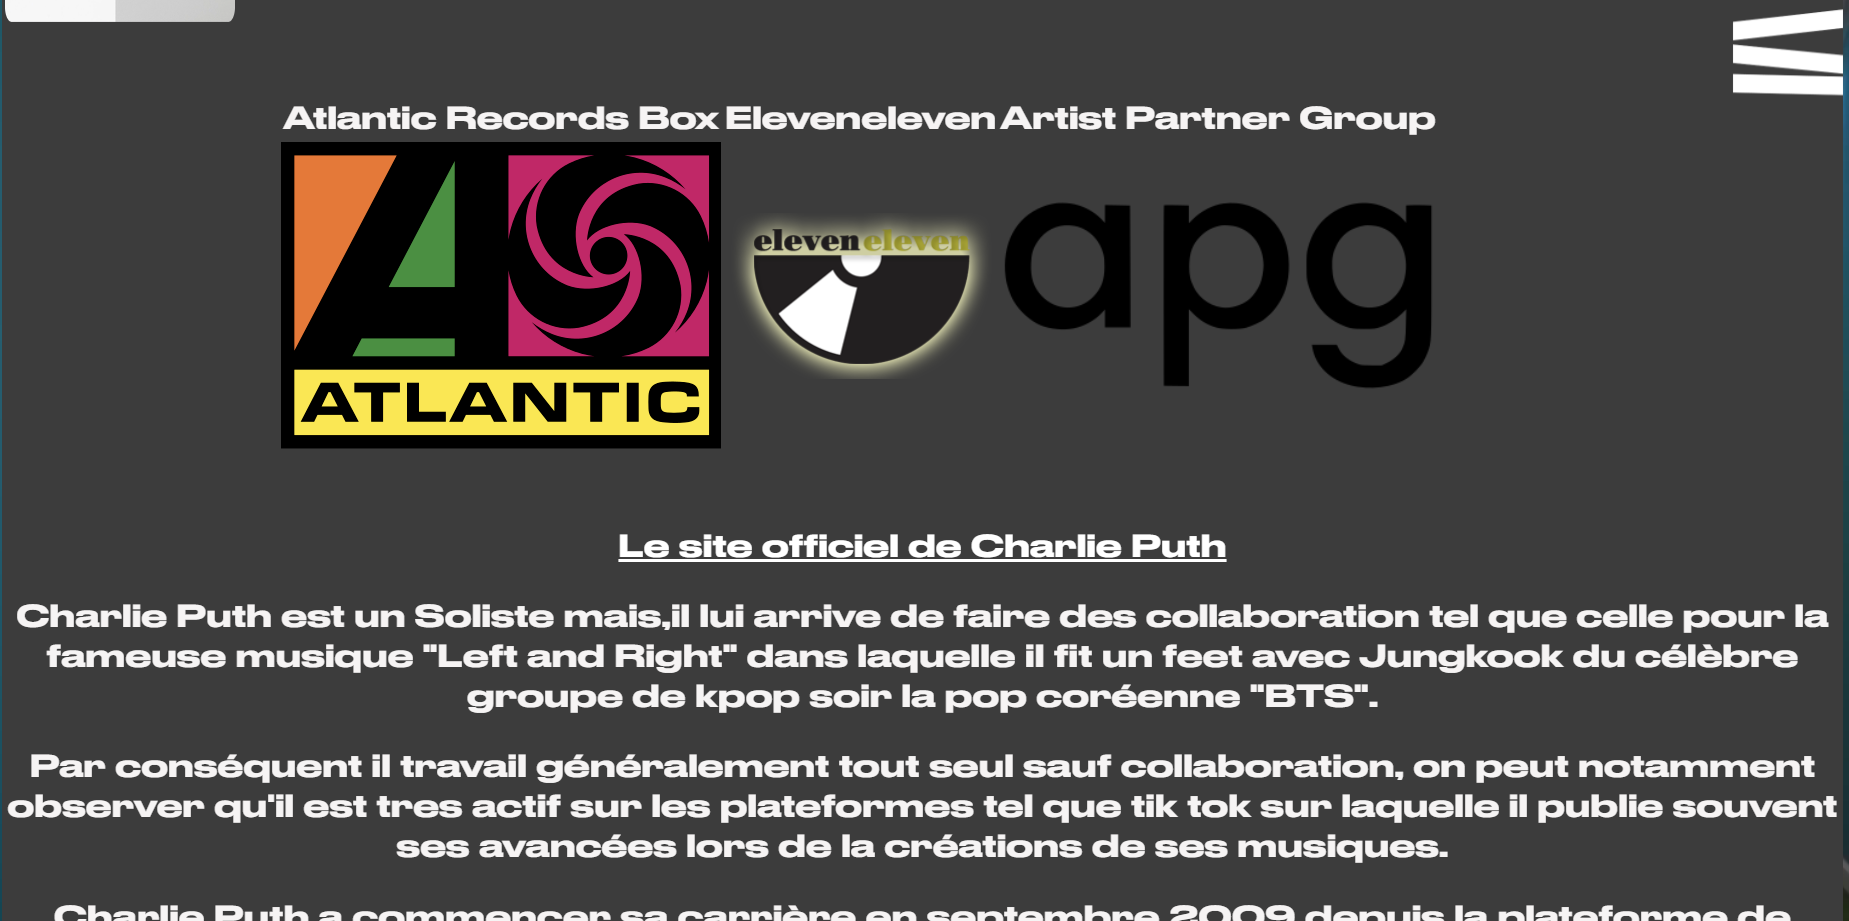 Atlantic Records Box Eleveneleven Artist Partner Group
ATLANTIC
eleveneleven
apg
Le site officiel de Charlie Puth
Charlie Puth est un Soliste mais,il lui arrive de faire des collaboration tel que celle pour la
fameuse musique "Left and Right" dans laquelle il fit un feet avec Jungkook du célèbre
groupe de kpop soir la pop coréenne "BTS".
Par conséquent il travail généralement tout seul sauf collaboration, on peut notamment
observer qu'il est tres actif sur les plateformes tel que tik tok sur laquelle il publie souvent
ses avancées lors de la créations de ses musiques.
Charlie Puth a commencer sa carrière en septembre 2009 depuis la plateforme de